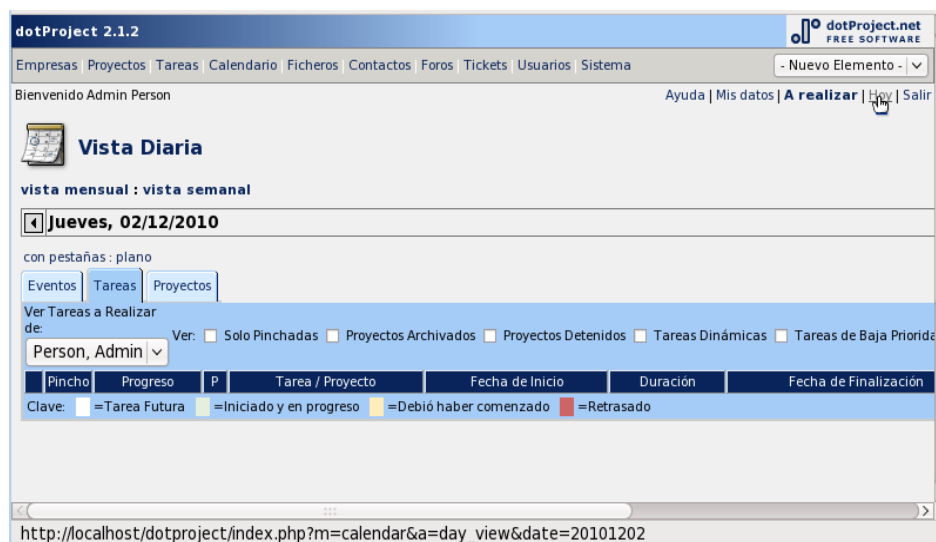 dotProject 2.1.2
dotProject.net
FREE SOFTWARE
Empresas Proyectos Tareas Calendario Ficheros Contactos Foros Tickets Usuarios Sistema - Nuevo Elemento -
Bienvenido Admin Person Ayuda | Mis datos | A realizar | Hoy | Salir
Vista Diaria
vista mensual : vista semanal
Jueves, 02/12/2010
con pestañas : plano
Eventos Tareas Proyectos
Ver Tareas a Realizar
de:
Ver: Solo Pinchadas Proyectos Archivados Proyectos Detenidos Tareas Dinámicas Tareas de Baja Priorida
Person, Admin
Pincho Progreso P Tarea / Proyecto Fecha de Inicio Duración Fecha de Finalización
Clave: =Tarea Futura =Iniciado y en progreso =Debió haber comenzado =Retrasado
http://localhost/dotproject/index.php?m=calendar&a=day_view&date=20101202